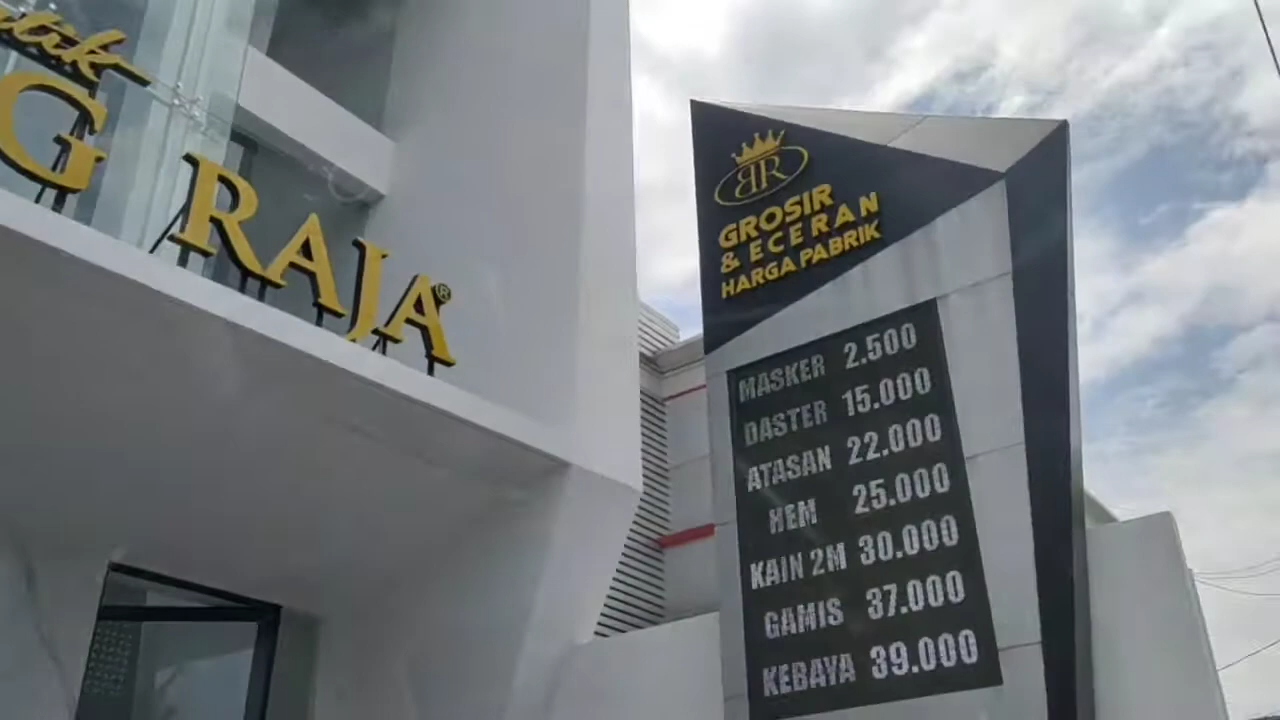 G RAJA®
BR
GROSIR
& ECERAN
HARGA PABRIK
MASKER 2.500
DASTER 15.000
ATASAN 22.000
HEM 25.000
KAIN 2M 30.000
GAMIS 37.000
KEBAYA 39.000